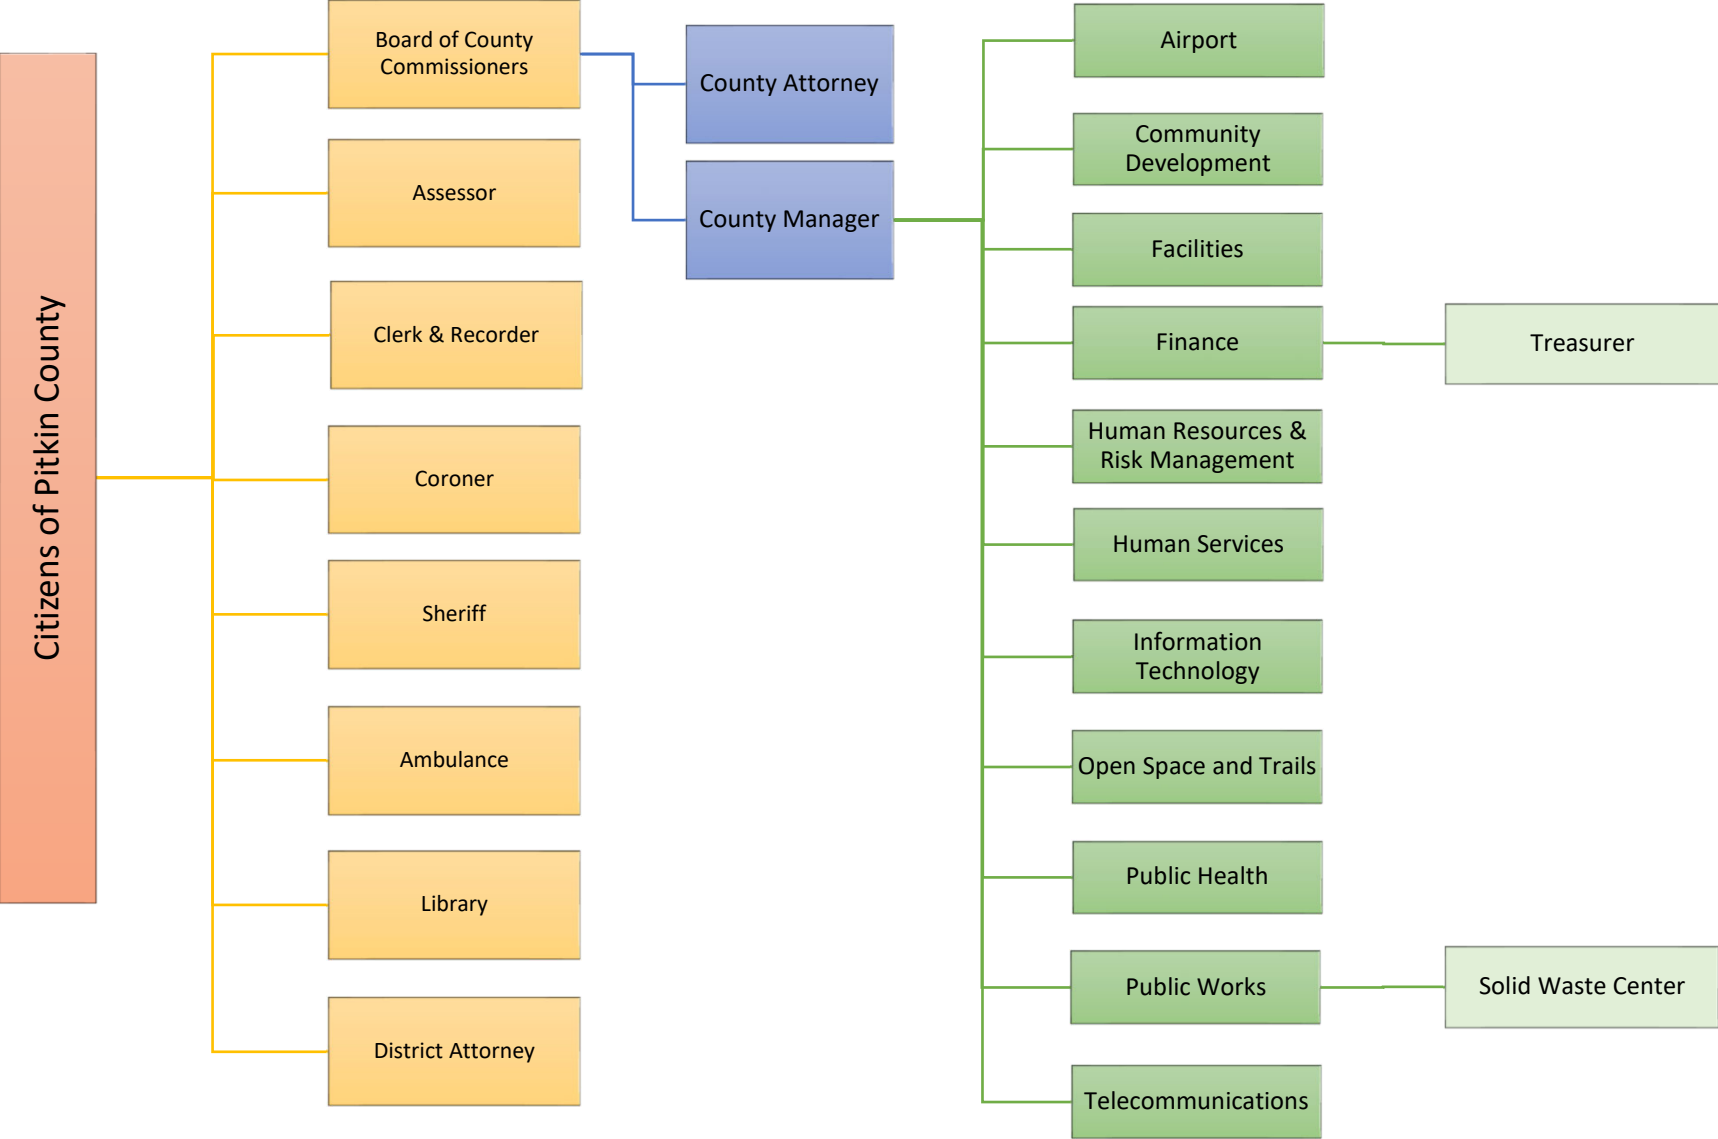 Citizens of Pitkin County
Board of County
Commissioners
Assessor
Clerk & Recorder
Coroner
Sheriff
Ambulance
Library
District Attorney
County Attorney
County Manager
Airport
Community
Development
Facilities
Finance
Human Resources &
Risk Management
Human Services
Information
Technology
Open Space and Trails
Public Health
Public Works
Telecommunications
Treasurer
Solid Waste Center